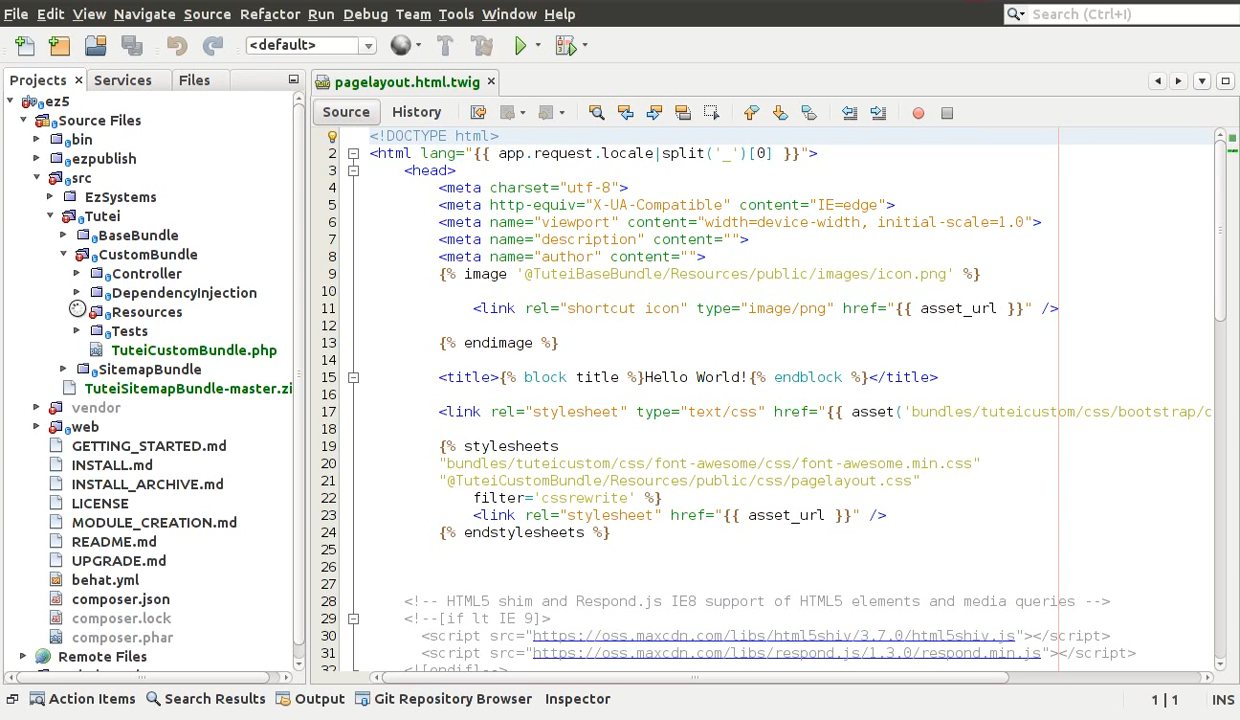 File Edit View Navigate Source Refactor Run Debug Team Tools Window Help
Search (Ctrl+I)
<default>
Projects × Services Files
pagelayout.html.twig ×
Source History
ez5
Source Files
bin
ezpublish
src
EzSystems
Tutei
BaseBundle
CustomBundle
Controller
DependencyInjection
Resources
Tests
TuteiCustomBundle.php
SitemapBundle
TuteiSitemapBundle-master.zi
vendor
web
GETTING_STARTED.md
INSTALL.md
INSTALL_ARCHIVE.md
LICENSE
MODULE_CREATION.md
README.md
UPGRADE.md
behat.yml
composer.json
composer.lock
composer.phar
Remote Files
<!DOCTYPE html>
2 <html lang="{{ app.request.locale|split('_')[0] }}">
3 <head>
4 <meta charset="utf-8">
5 <meta http-equiv="X-UA-Compatible" content="IE=edge">
6 <meta name="viewport" content="width=device-width, initial-scale=1.0">
7 <meta name="description" content="">
8 <meta name="author" content="">
9 {% image '@TuteiBaseBundle/Resources/public/images/icon.png' %}
10
11 <link rel="shortcut icon" type="image/png" href="{{ asset_url }}" />
12
13 {% endimage %}
14
15 <title>{% block title %}Hello World!{% endblock %}</title>
16
17 <link rel="stylesheet" type="text/css" href="{{ asset('bundles/tuteicustom/css/bootstrap/c
18
19 {% stylesheets
20 "bundles/tuteicustom/css/font-awesome/css/font-awesome.min.css"
21 "@TuteiCustomBundle/Resources/public/css/pagelayout.css"
22 filter='cssrewrite' %}
23 <link rel="stylesheet" href="{{ asset_url }}" />
24 {% endstylesheets %}
25
26
27
28 <!-- HTML5 shim and Respond.js IE8 support of HTML5 elements and media queries -->
29 <!--[if lt IE 9]>
30 <script src="https://oss.maxcdn.com/libs/html5shiv/3.7.0/html5shiv.js"></script>
31 <script src="https://oss.maxcdn.com/libs/respond.js/1.3.0/respond.min.js"></script>
32 <![endif]-->
Action Items Search Results Output Git Repository Browser Inspector
1|1 INS